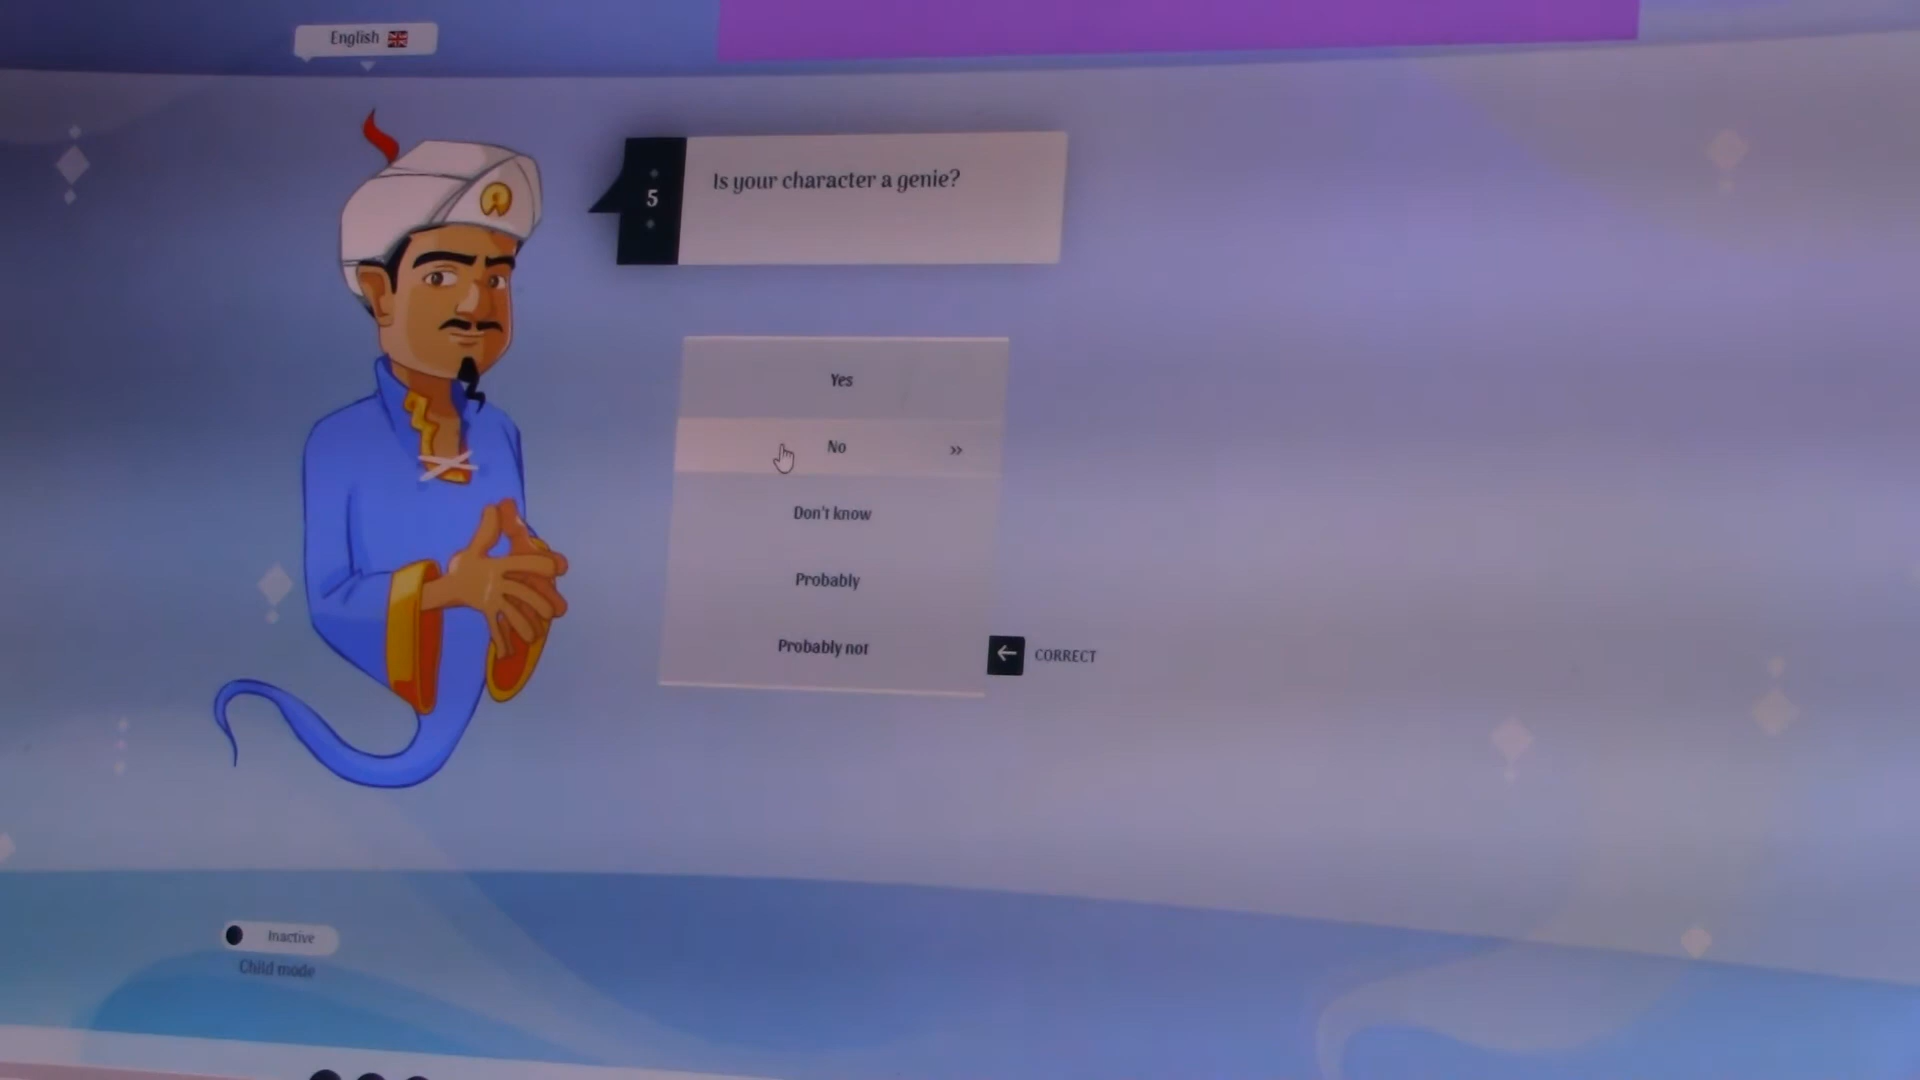 English
5
Is your character a genie?
Yes
No
Don't know
Probably
Probably not
CORRECT
Inactive
Child mode